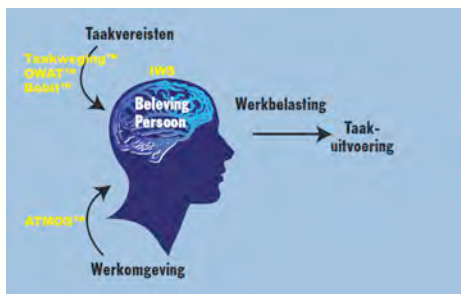 Taakvereisten
Taakweging™
OWAT™
Bobit™
IWS
Beleving
Persoon
Werkbelasting
Taak-
uitvoering
ATMOS™
Werkomgeving